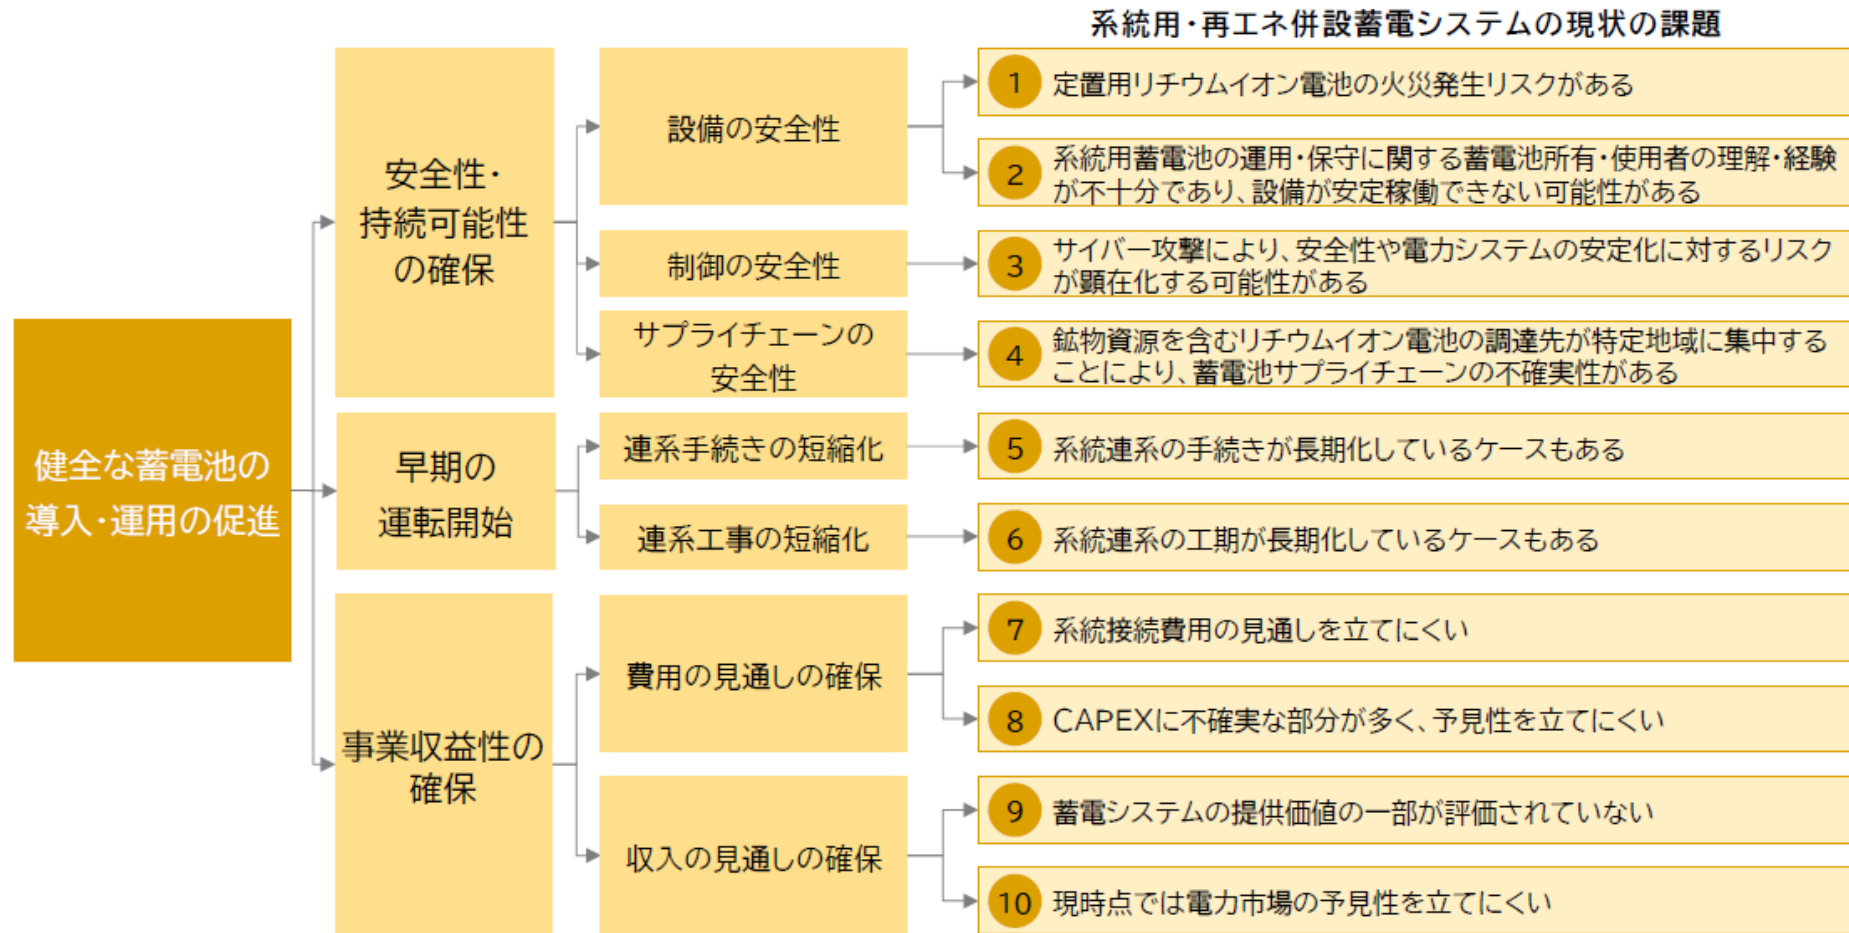 系統用・再エネ併設蓄電システムの現状の課題
健全な蓄電池の
導入・運用の促進
安全性・
持続可能性
の確保
設備の安全性
1 定置用リチウムイオン電池の火災発生リスクがある
2 系統用蓄電池の運用・保守に関する蓄電池所有・使用者の理解・経験
が不十分であり、設備が安定稼働できない可能性がある
制御の安全性
3 サイバー攻撃により、安全性や電力システムの安定化に対するリスク
が顕在化する可能性がある
サプライチェーンの
安全性
4 鉱物資源を含むリチウムイオン電池の調達先が特定地域に集中する
ことにより、蓄電池サプライチェーンの不確実性がある
早期の
運転開始
連系手続きの短縮化
5 系統連系の手続きが長期化しているケースもある
連系工事の短縮化
6 系統連系の工期が長期化しているケースもある
事業収益性の
確保
費用の見通しの確保
7 系統接続費用の見通しを立てにくい
8 CAPEXに不確実な部分が多く、予見性を立てにくい
収入の見通しの確保
9 蓄電システムの提供価値の一部が評価されていない
10 現時点では電力市場の予見性を立てにくい